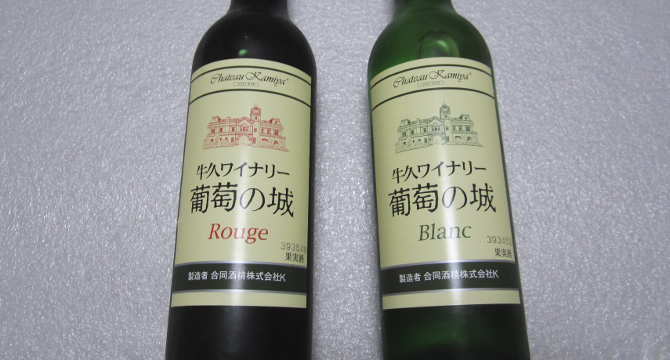 Chateau Kamiya
牛久ワイナリー
葡萄の城
Rouge
果実酒
製造者 合同酒精株式会社K
Chateau Kamiya
牛久ワイナリー
葡萄の城
Blanc
果実酒
製造者 合同酒精株式会社K